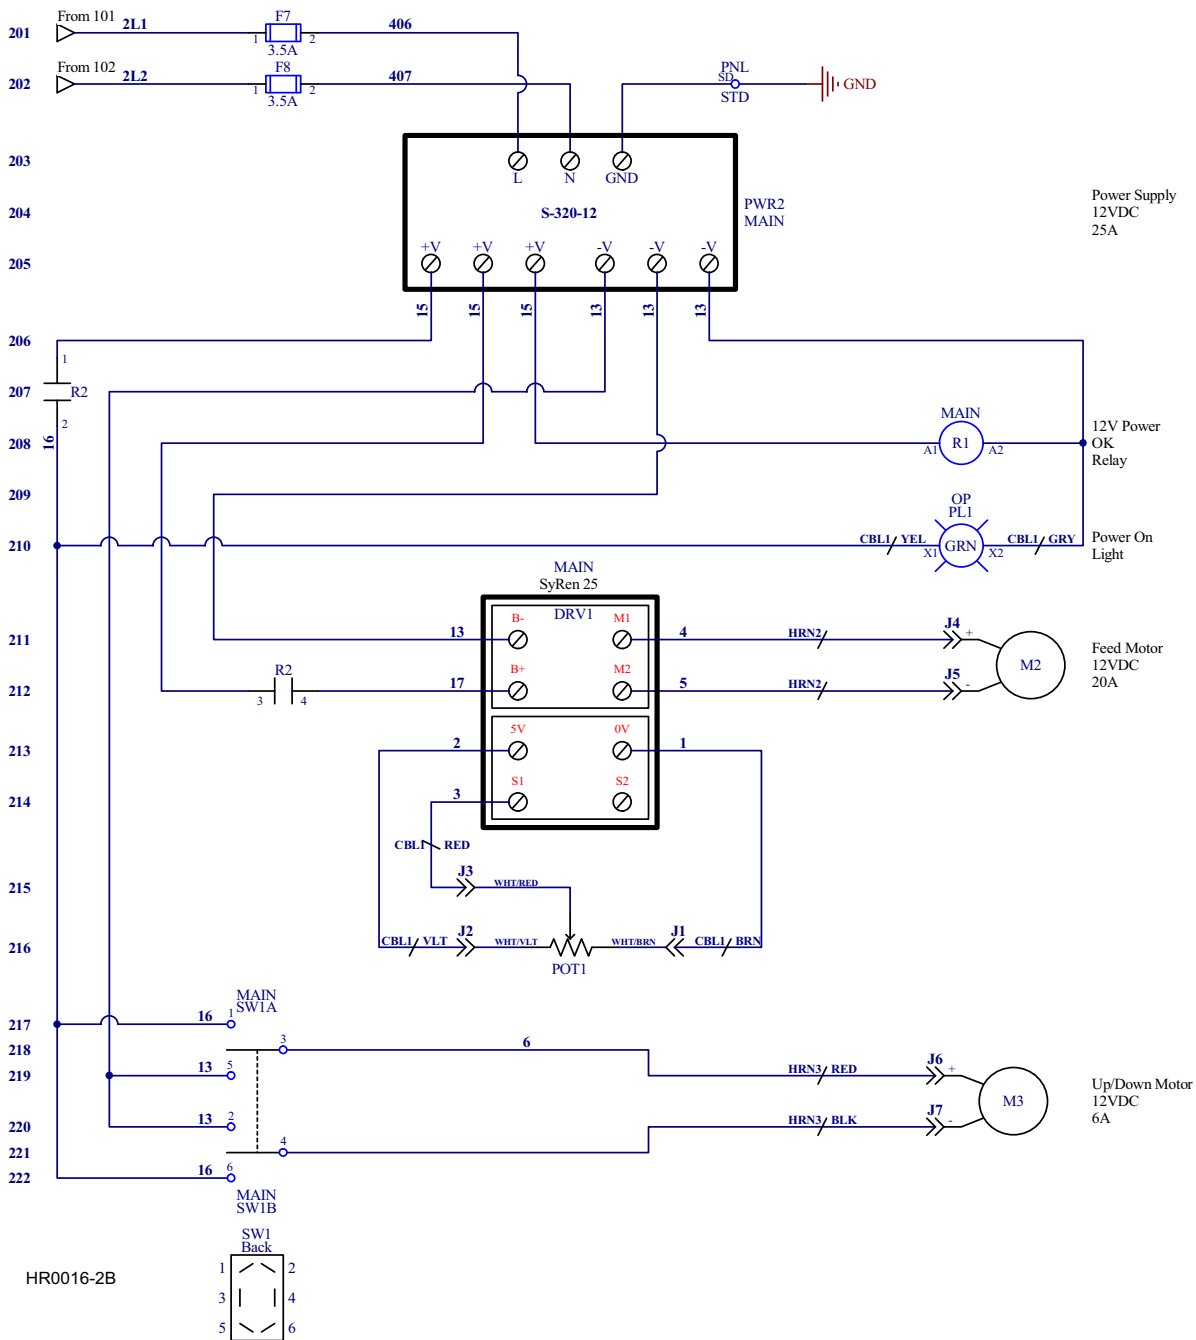 201 From 101 2L1 1 F7 2 406
3.5A
202 From 102 2L2 1 F8 2 407 PNL SD GND
3.5A STD
203 L N GND
204 S-320-12 PWR2 MAIN Power Supply 12VDC 25A
205 +V +V +V -V -V -V
15 15 15 13 13 13
206 1
207 R2
2
208 16 MAIN A1 R1 A2 12V Power OK Relay
209
OP
PL1
210 CBL1 YEL X1 GRN X2 CBL1 GRY Power On Light
MAIN
SyRen 25
DRV1
211 13 B- M1 4 HRN2 J4 + Feed Motor 12VDC 20A
M2
212 3 R2 4 17 B+ M2 5 HRN2 J5 -
213 2 5V 0V 1
214 3 S1 S2
CBL1 RED
215 J3 WHT/RED
216 CBL1 VLT J2 WHT/VLT WHT/BRN J1 CBL1 BRN
POT1
MAIN
SW1A
217 16 1
218 3 6
219 13 5 HRN3 RED J6 + Up/Down Motor 12VDC 6A
M3
220 13 2 HRN3 BLK J7 -
221 4
222 16 6
MAIN
SW1B
SW1
Back
1 2
HR0016-2B
3 4
5 6